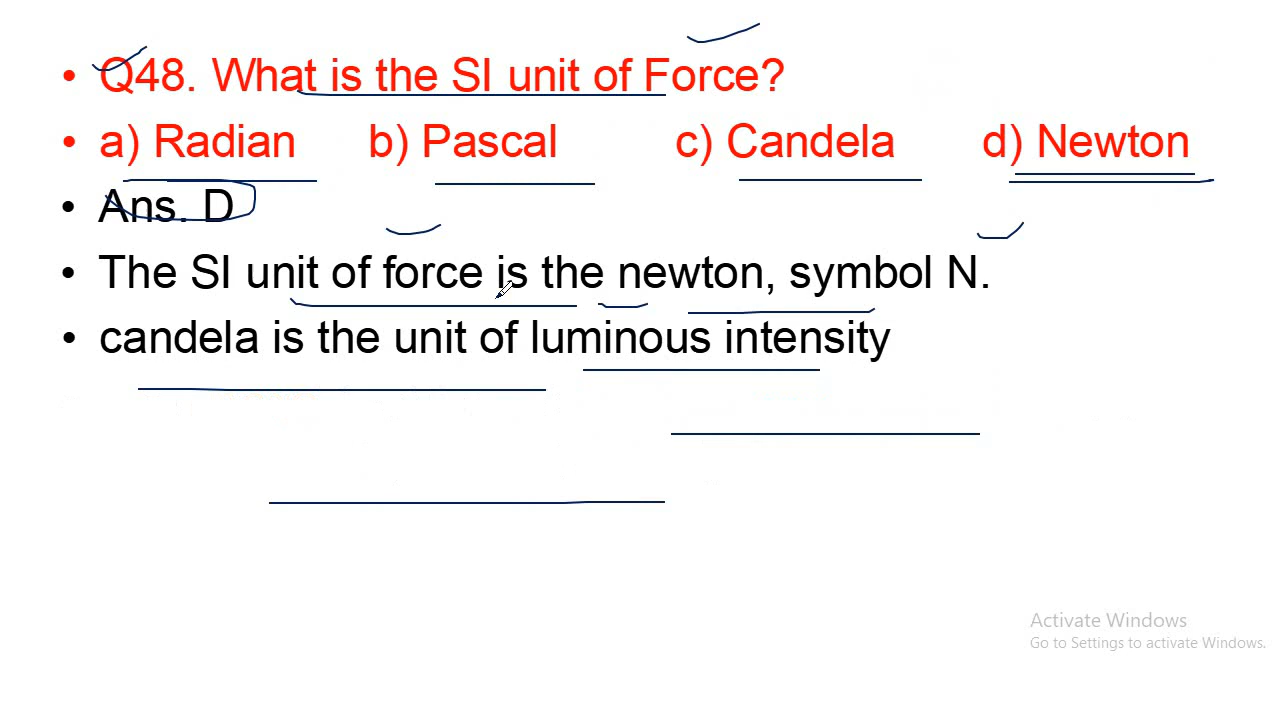 • Q48. What is the SI unit of Force?
• a) Radian b) Pascal c) Candela d) Newton
• Ans. D
• The SI unit of force is the newton, symbol N.
• candela is the unit of luminous intensity
Activate Windows
Go to Settings to activate Windows.